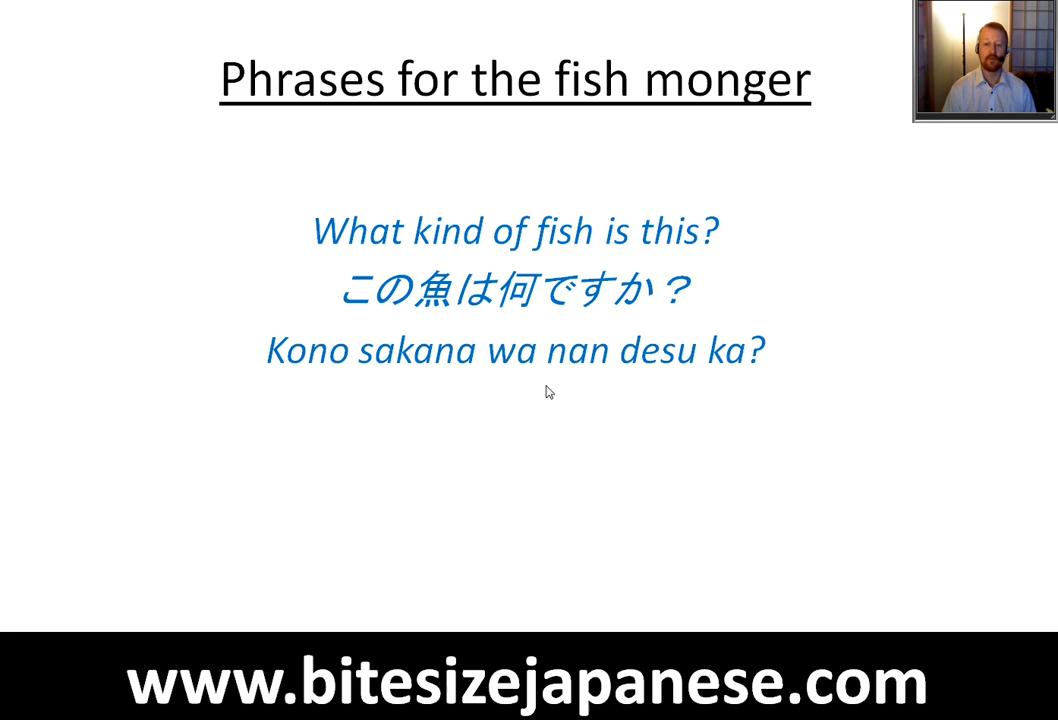 Phrases for the fish monger
What kind of fish is this?
この魚は何ですか？
Kono sakana wa nan desu ka?
www.bitesizejapanese.com